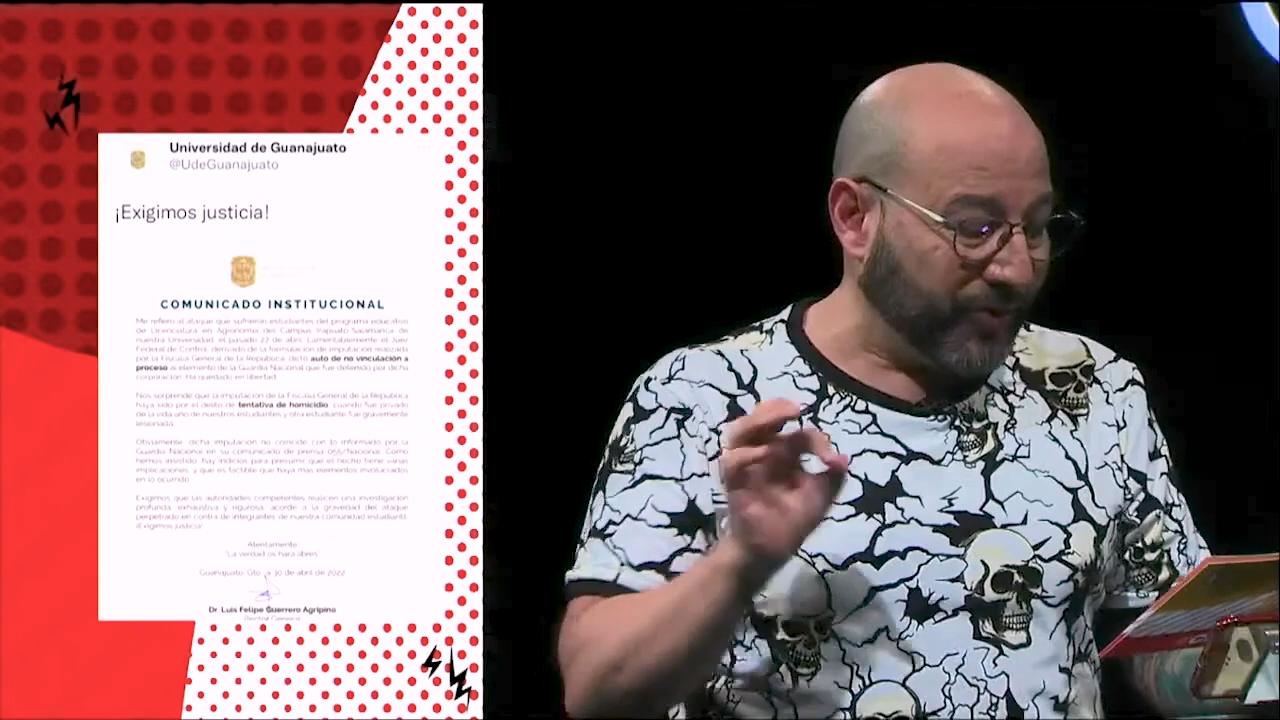 Universidad de Guanajuato
@UdeGuanajuato
¡Exigimos justicia!
COMUNICADO INSTITUCIONAL
Me refiero al ataque que sufrieran estudiantes del programa educativo
de Licenciatura en Agronomía del Campus Irapuato-Salamanca de
nuestra Universidad, el pasado 27 de abril. Lamentablemente el Juez
Federal de Control, derivado de la formulación de imputación realizada
por la Fiscalía General de la República, dictó auto de no vinculación a
proceso al elemento de la Guardia Nacional que fue detenido por dicha
corporación. Ha quedado en libertad.
Nos sorprende que la imputación de la Fiscalía General de la República
haya sido por el delito de tentativa de homicidio, cuando fue privado
de la vida uno de nuestros estudiantes y otra estudiante fue gravemente
lesionada.
Obviamente, dicha imputación no coincide con lo informado por la
Guardia Nacional en su comunicado de prensa 055/Nacional. Como
hemos insistido, hay indicios para presumir que el hecho tiene varias
implicaciones, y que es factible que haya más elementos involucrados
en lo ocurrido.
Exigimos que las autoridades competentes realicen una investigación
profunda, exhaustiva y rigurosa, acorde a la gravedad del ataque
perpetrado en contra de integrantes de nuestra comunidad estudiantil.
¡Exigimos justicia!
Atentamente
"La verdad os hará libres"
Guanajuato, Gto., a 30 de abril de 2022
Dr. Luis Felipe Guerrero Agripino
Rector General